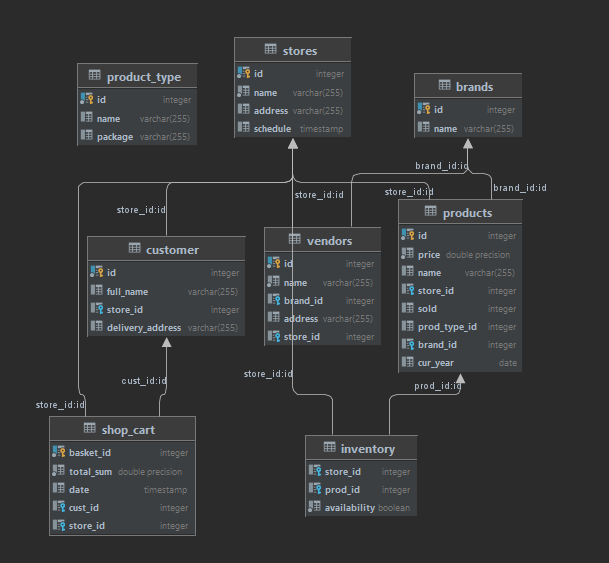 stores
id integer
name varchar(255)
address varchar(255)
schedule timestamp
product_type
id integer
name varchar(255)
package varchar(255)
brands
id integer
name varchar(255)
brand_id:id
brand_id:id
store_id:id
store_id:id
store_id:id
products
id integer
price double precision
name varchar(255)
store_id integer
sold integer
prod_type_id integer
brand_id integer
cur_year date
customer
id integer
full_name varchar(255)
store_id integer
delivery_address varchar(255)
vendors
id integer
name varchar(255)
brand_id integer
address varchar(255)
store_id integer
store_id:id
cust_id:id
prod_id:id
store_id:id
shop_cart
basket_id integer
total_sum double precision
date timestamp
cust_id integer
store_id integer
inventory
store_id integer
prod_id integer
availability boolean